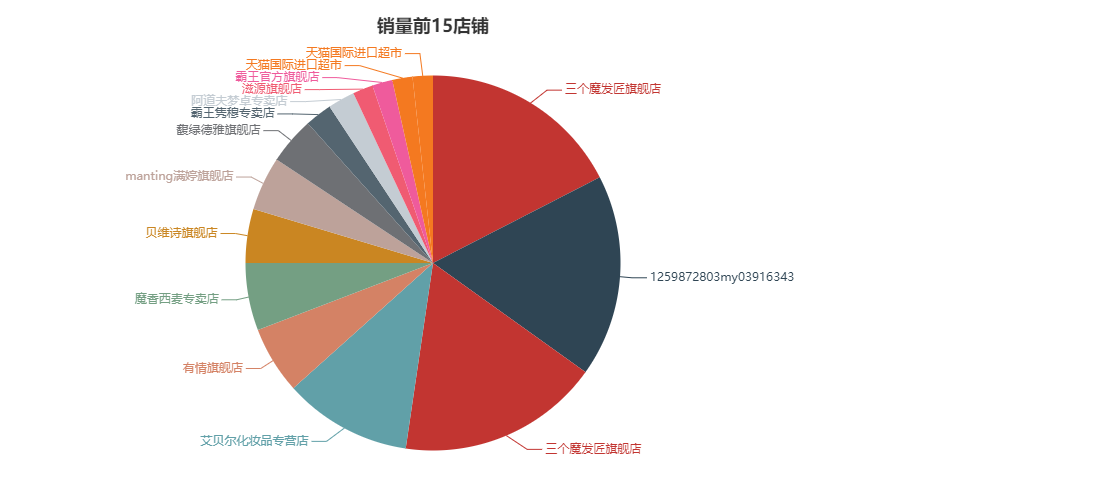 销量前15店铺
天猫国际进口超市
天猫国际进口超市
霸王官方旗舰店
滋源旗舰店
阿道夫梦卓专卖店
霸王隽穆专卖店
馥绿德雅旗舰店
manting满婷旗舰店
贝维诗旗舰店
魔香西麦专卖店
有情旗舰店
艾贝尔化妆品专营店
三个魔发匠旗舰店
1259872803my03916343
三个魔发匠旗舰店